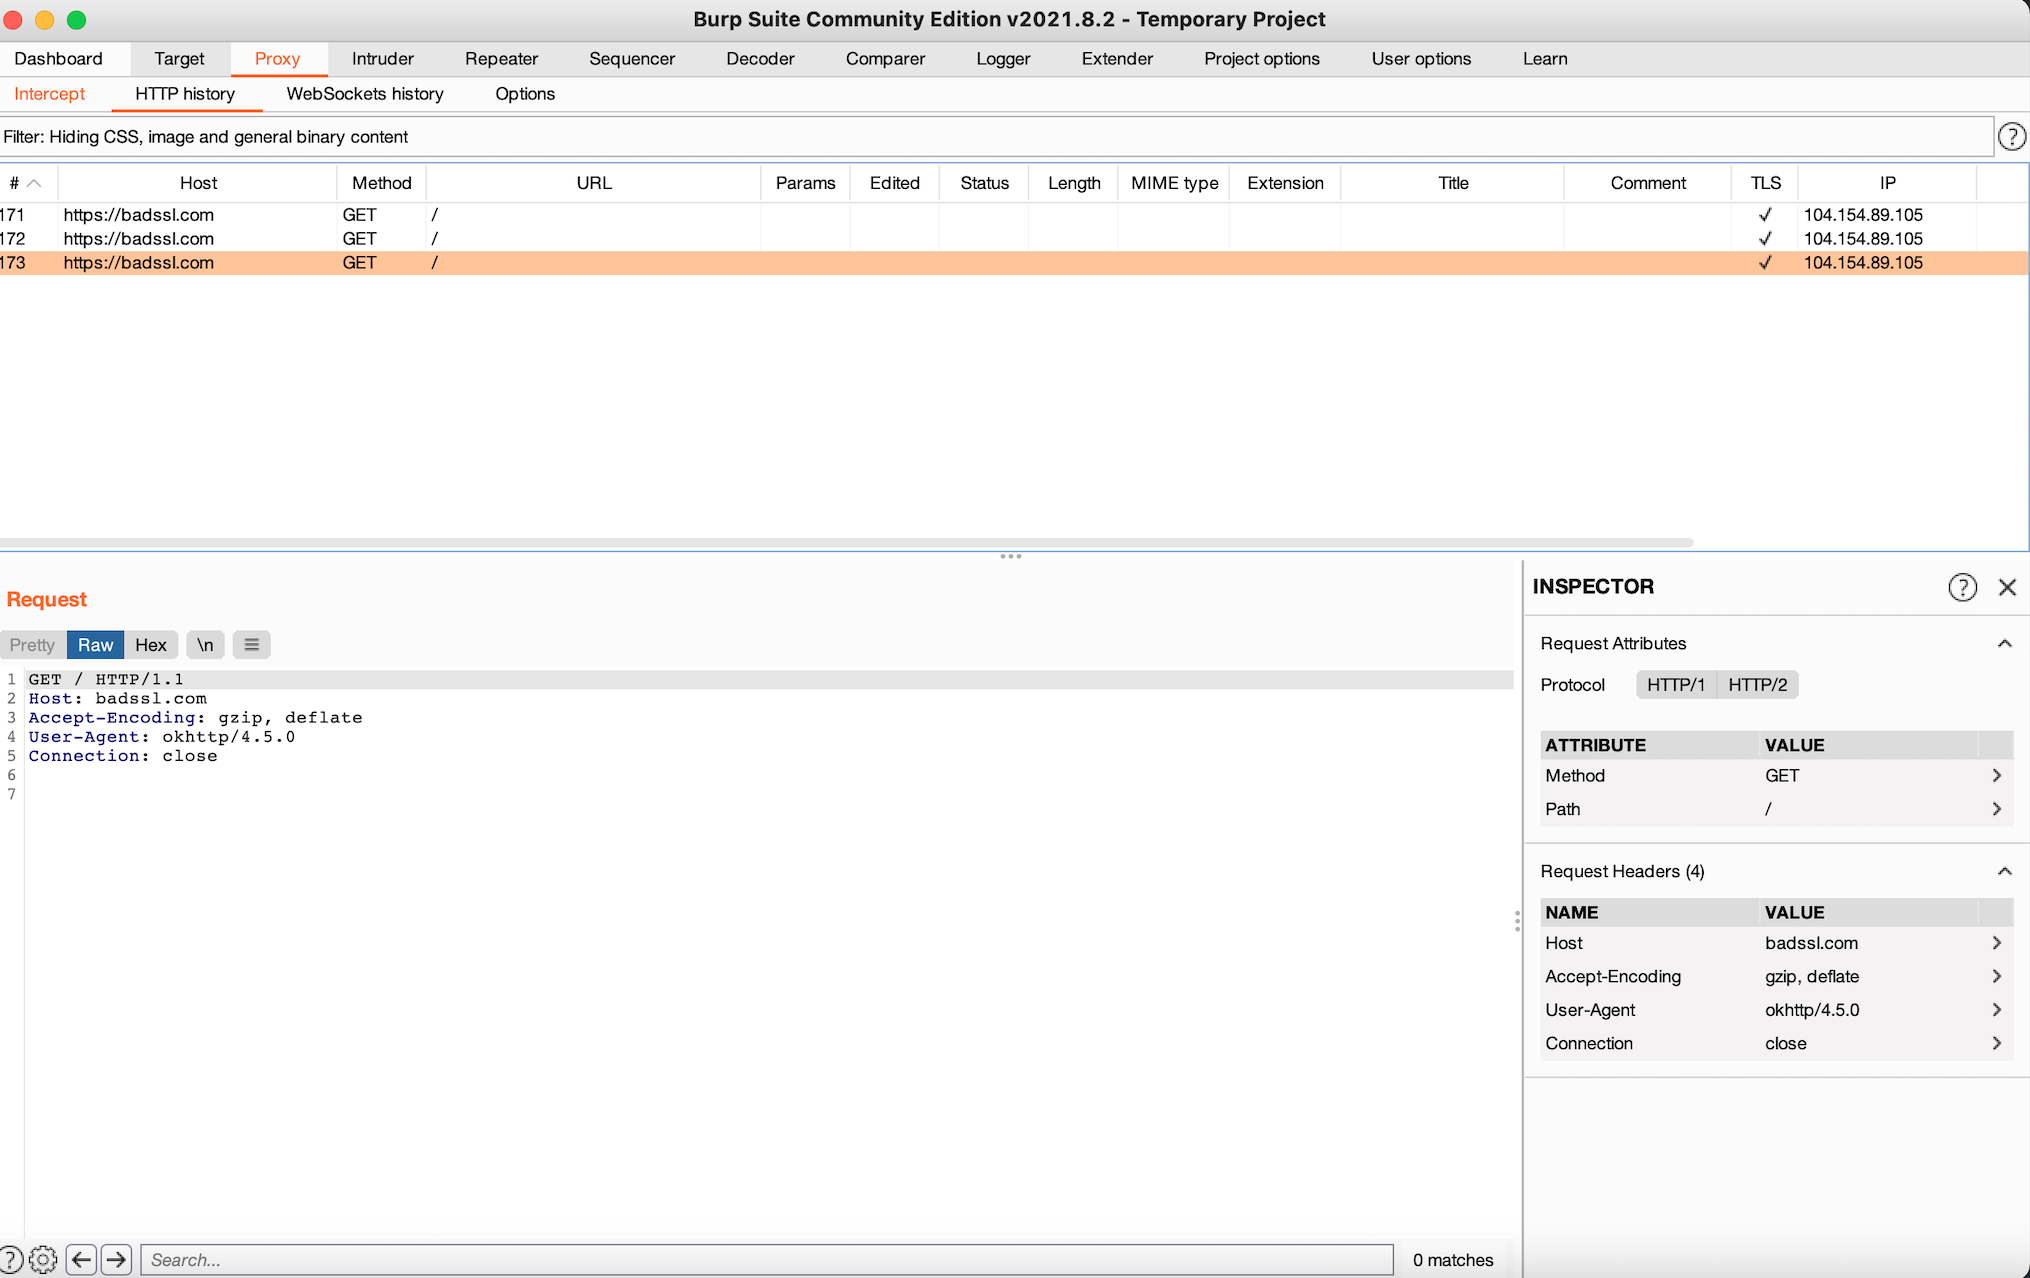 Burp Suite Community Edition v2021.8.2 - Temporary Project
Dashboard Target Proxy Intruder Repeater Sequencer Decoder Comparer Logger Extender Project options User options Learn
Intercept HTTP history WebSockets history Options
Filter: Hiding CSS, image and general binary content
# Host Method URL Params Edited Status Length MIME type Extension Title Comment TLS IP
171 https://badssl.com GET / ✓ 104.154.89.105
172 https://badssl.com GET / ✓ 104.154.89.105
173 https://badssl.com GET / ✓ 104.154.89.105
Request
Pretty Raw Hex \n
1 GET / HTTP/1.1
2 Host: badssl.com
3 Accept-Encoding: gzip, deflate
4 User-Agent: okhttp/4.5.0
5 Connection: close
6
7
Search...
0 matches
INSPECTOR
Request Attributes
Protocol HTTP/1 HTTP/2
ATTRIBUTE VALUE
Method GET
Path /
Request Headers (4)
NAME VALUE
Host badssl.com
Accept-Encoding gzip, deflate
User-Agent okhttp/4.5.0
Connection close